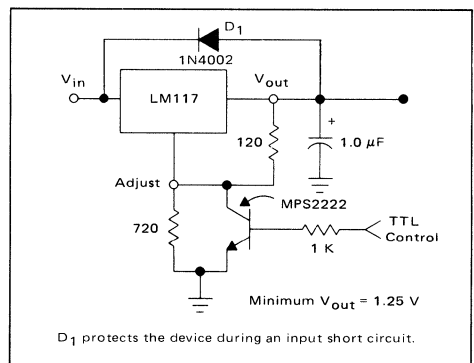 D1
1N4002
Vin
LM117
Vout
120
+
1.0 μF
Adjust
MPS2222
720
1 K
TTL
Control
Minimum Vout = 1.25 V
D1 protects the device during an input short circuit.